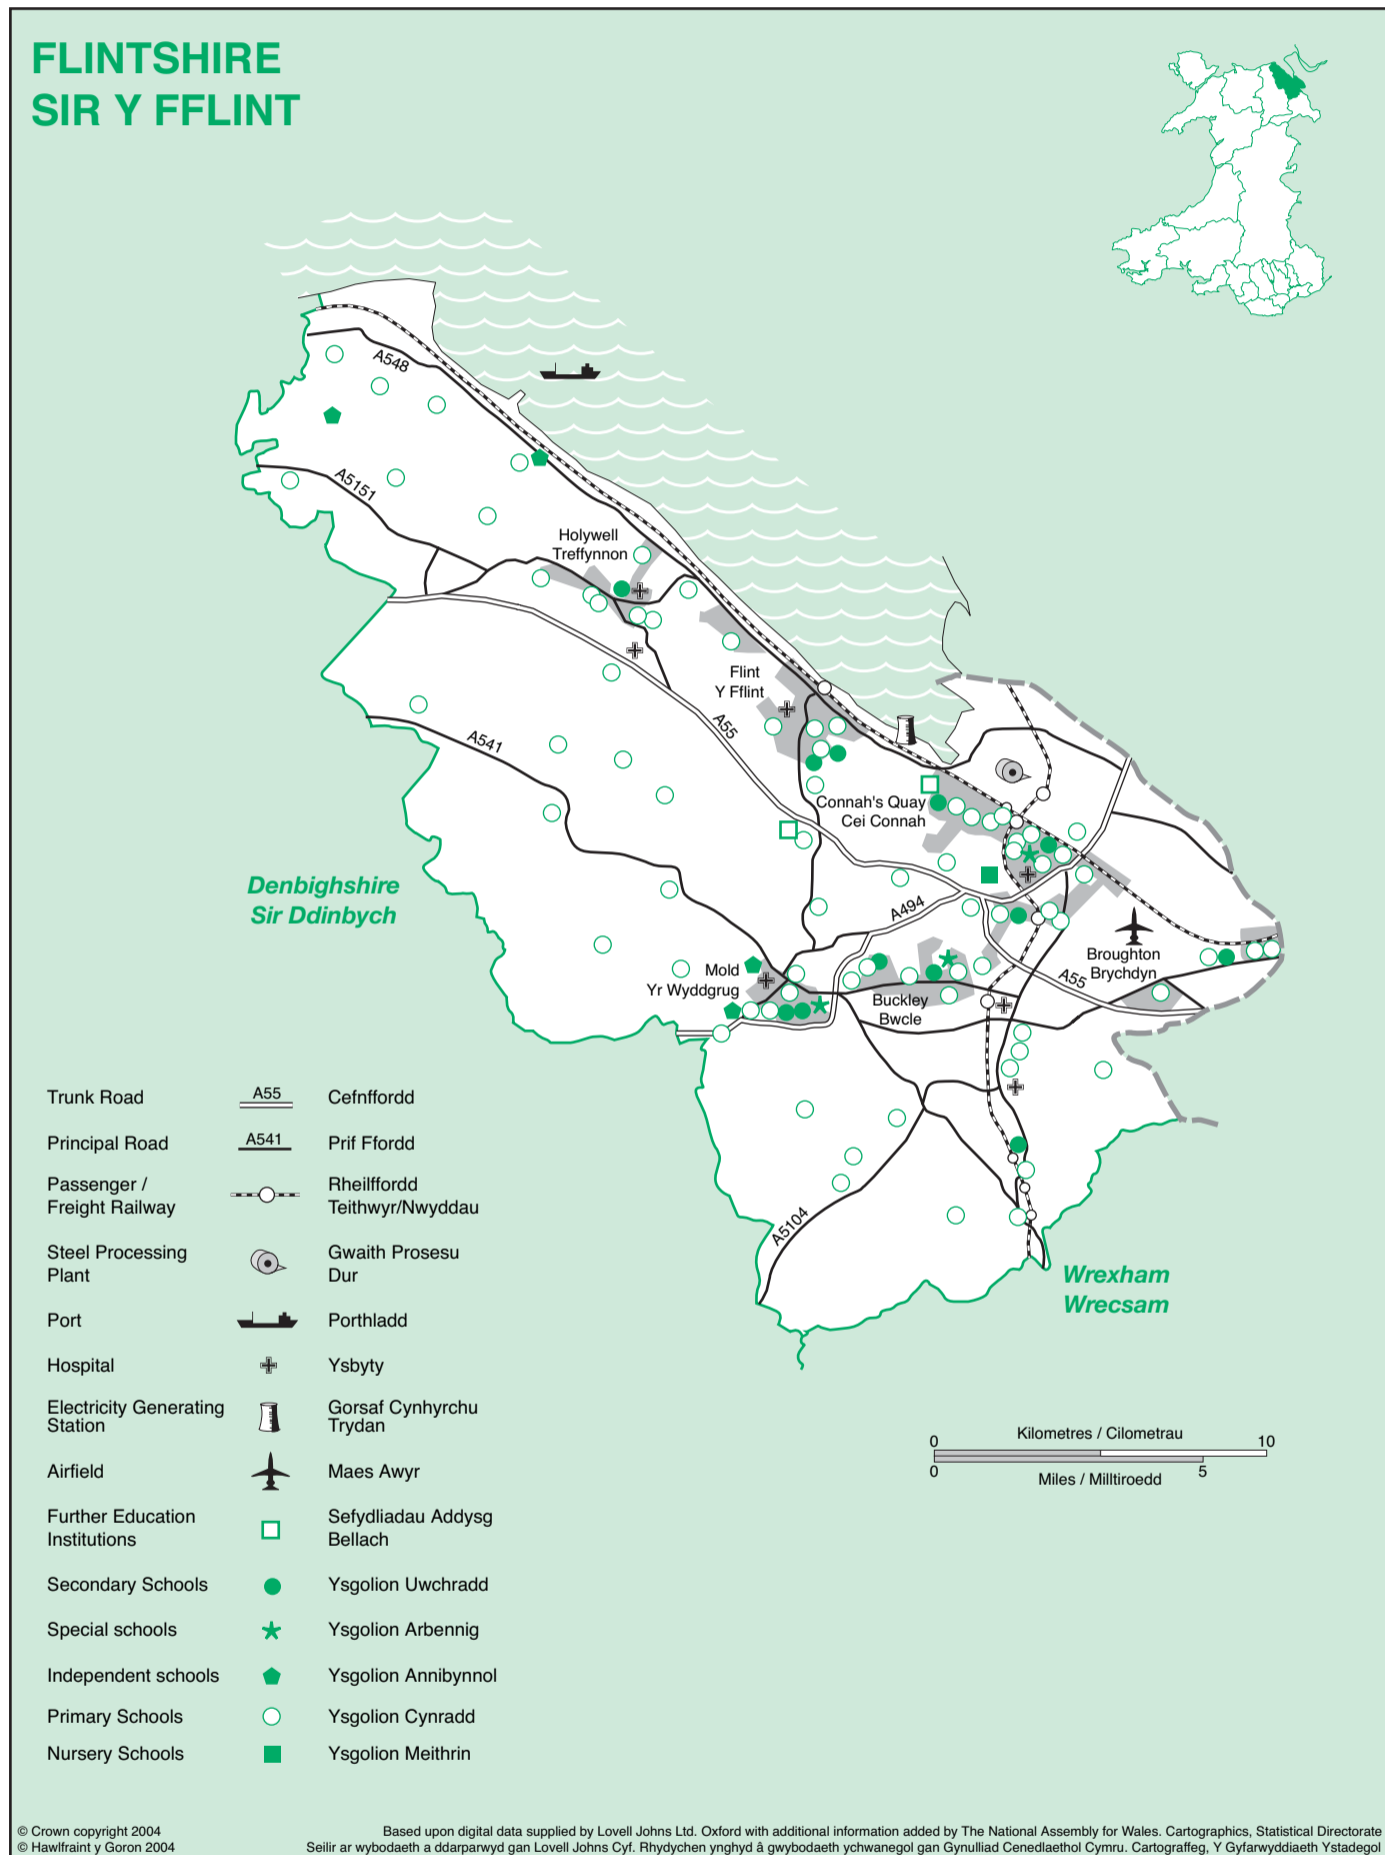 FLINTSHIRE
SIR Y FFLINT
A548
A5151
Holywell
Treffynnon
Flint
Y Fflint
A55
A541
Connah's Quay
Cei Connah
Denbighshire
Sir Ddinbych
A494
Mold
Yr Wyddgrug
Buckley
Bwcle
Broughton
Brychdyn
A55
A5104
Wrexham
Wrecsam
Trunk Road A55 Cefnffordd
Principal Road A541 Prif Ffordd
Passenger / Rheilffordd
Freight Railway Teithwyr/Nwyddau
Steel Processing Gwaith Prosesu
Plant Dur
Port Porthladd
Hospital Ysbyty
Electricity Generating Gorsaf Cynhyrchu
Station Trydan
Airfield Maes Awyr
Further Education Sefydliadau Addysg
Institutions Bellach
Secondary Schools Ysgolion Uwchradd
Special schools Ysgolion Arbennig
Independent schools Ysgolion Annibynnol
Primary Schools Ysgolion Cynradd
Nursery Schools Ysgolion Meithrin
Kilometres / Cilometrau
0 10
0 5
Miles / Milltiroedd
© Crown copyright 2004 Based upon digital data supplied by Lovell Johns Ltd. Oxford with additional information added by The National Assembly for Wales. Cartographics, Statistical Directorate
© Hawlfraint y Goron 2004 Seilir ar wybodaeth a ddarparwyd gan Lovell Johns Cyf. Rhydychen ynghyd â gwybodaeth ychwanegol gan Gynulliad Cenedlaethol Cymru. Cartograffeg, Y Gyfarwyddiaeth Ystadegol